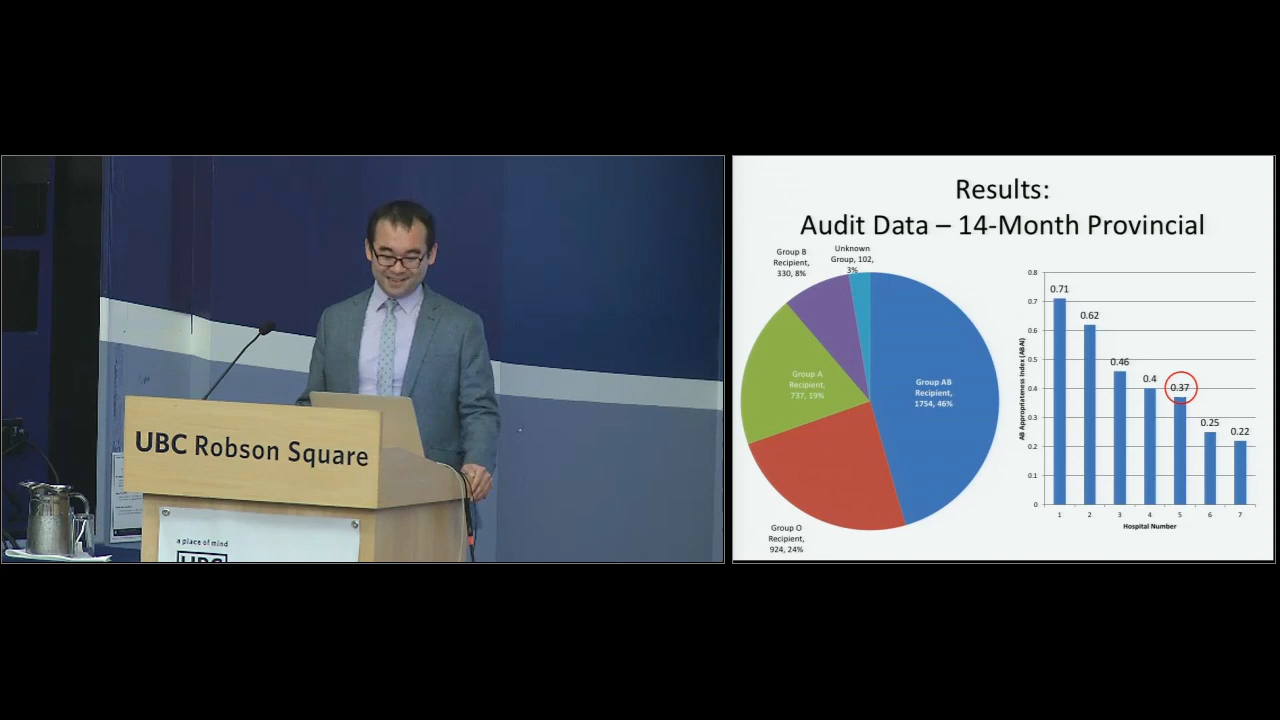 UBC Robson Square
a place of mind
UBC
Results:
Audit Data – 14-Month Provincial
Group B
Recipient,
330, 8%
Unknown
Group, 102,
3%
Group A
Recipient,
737, 19%
Group AB
Recipient,
1754, 46%
Group O
Recipient,
924, 24%
AB Appropriateness Index (ABAI)
0.8
0.7
0.6
0.5
0.4
0.3
0.2
0.1
0
0.71
0.62
0.46
0.4
0.37
0.25
0.22
1 2 3 4 5 6 7
Hospital Number